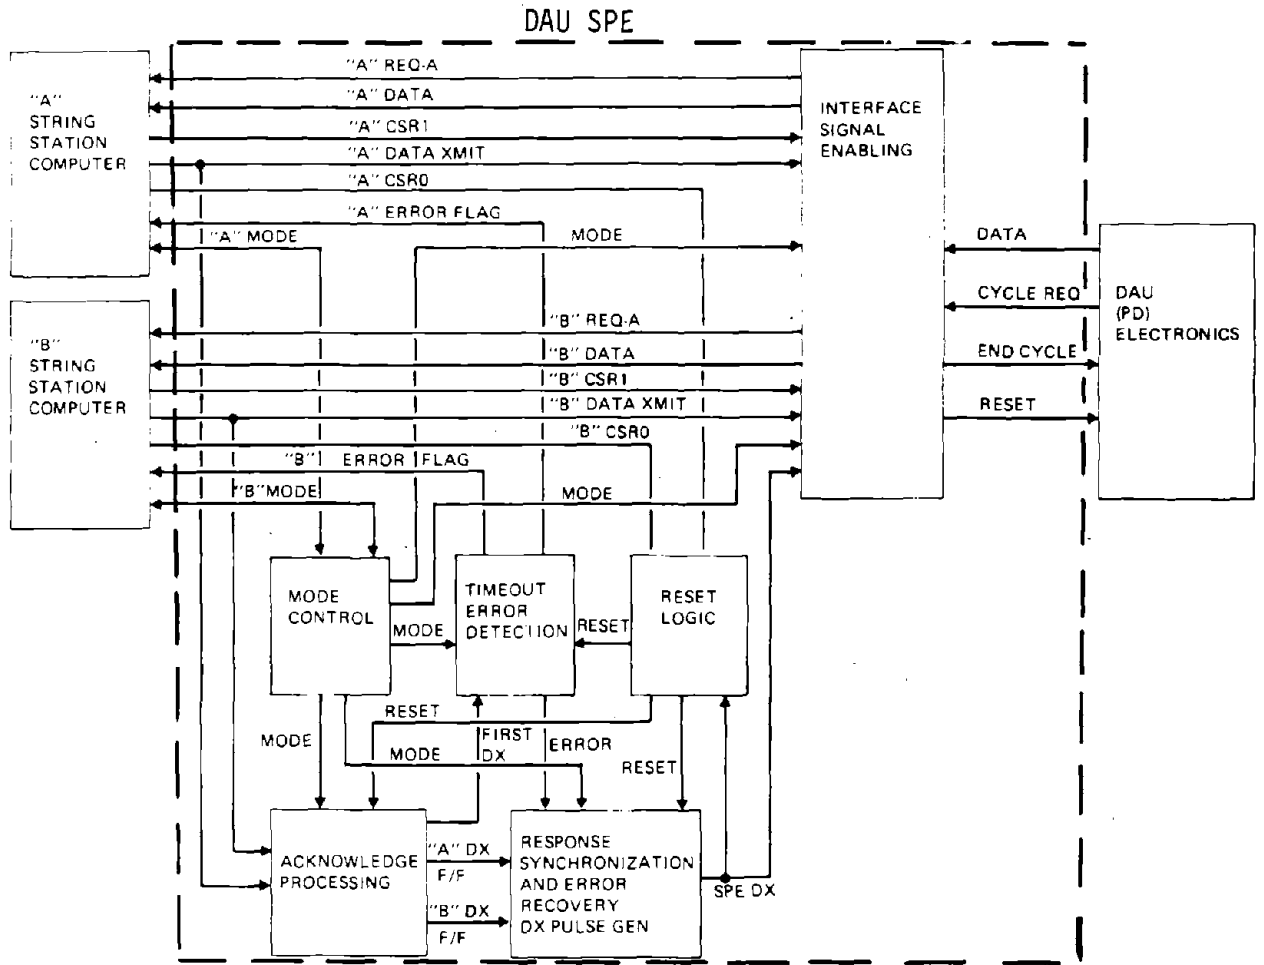 DAU SPE
"A"
STRING
STATION
COMPUTER
"A" REQ-A
"A" DATA
"A" CSR1
"A" DATA XMIT
"A" CSR0
"A" ERROR FLAG
"A" MODE
MODE
INTERFACE
SIGNAL
ENABLING
DATA
CYCLE REQ
END CYCLE
RESET
DAU
(PD)
ELECTRONICS
"B"
STRING
STATION
COMPUTER
"B" REQ-A
"B" DATA
"B" CSR1
"B" DATA XMIT
"B" CSR0
"B" ERROR FLAG
"B" MODE
MODE
MODE
CONTROL
MODE
TIMEOUT
ERROR
DETECTION
RESET
RESET
LOGIC
MODE
RESET
MODE
FIRST
DX
ERROR
RESET
ACKNOWLEDGE
PROCESSING
"A" DX
F/F
"B" DX
F/F
RESPONSE
SYNCHRONIZATION
AND ERROR
RECOVERY
DX PULSE GEN
SPE DX